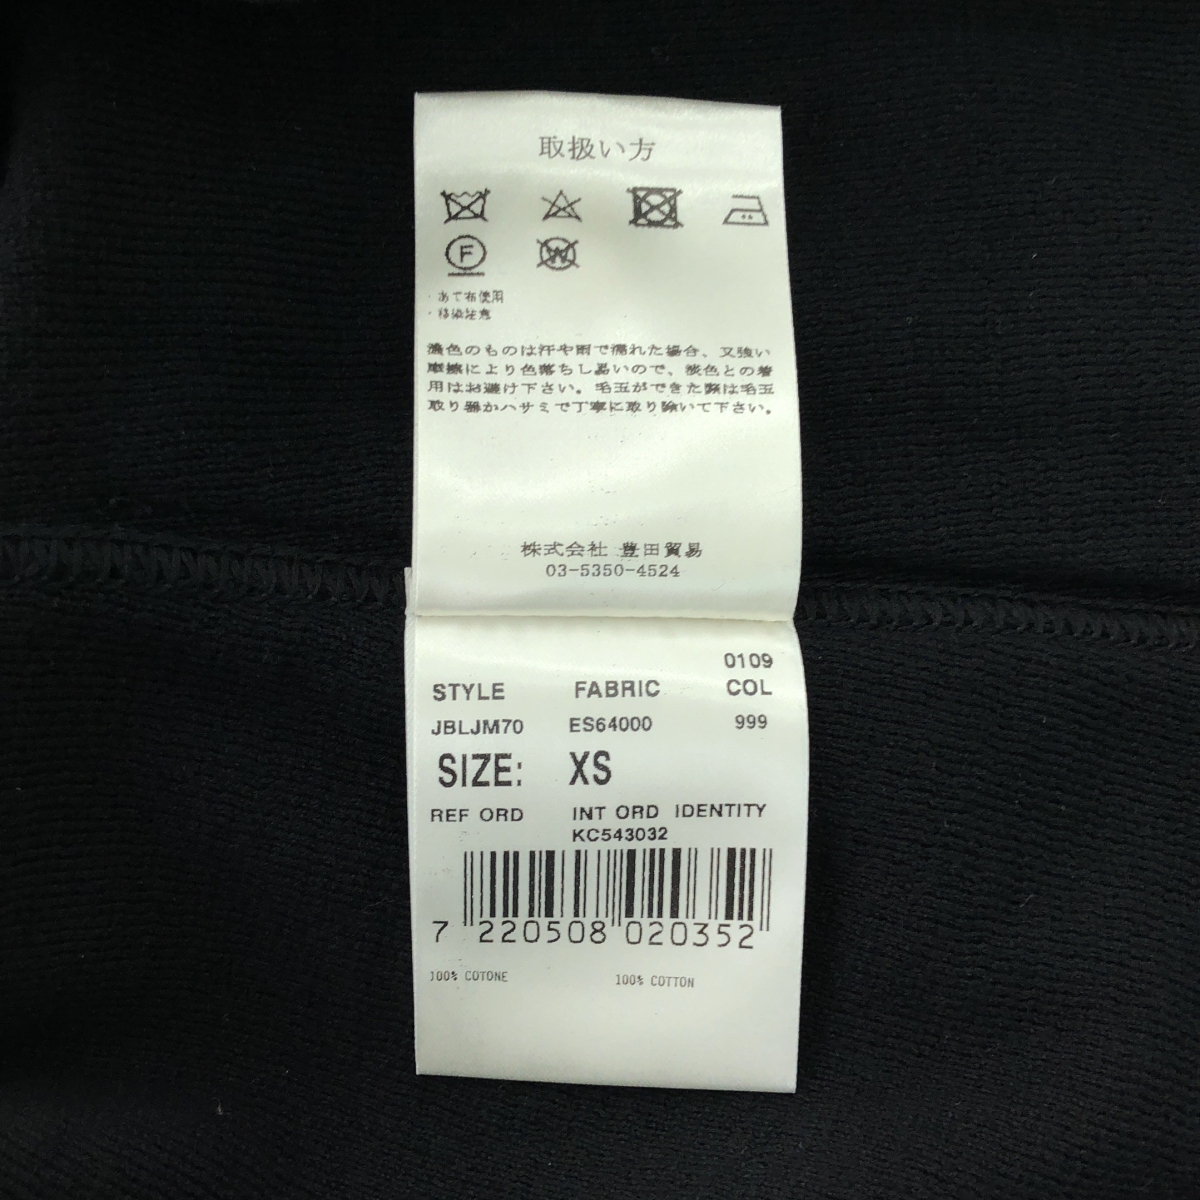 取扱い方
F W
・あて布使用
・移染注意
濃色のものは汗や雨で濡れた場合、又強い
摩擦により色落ちし易いので、淡色との着
用はお避け下さい。毛玉ができた際は毛玉
取り器かハサミで丁寧に取り除いて下さい。
株式会社 豊田貿易
03-5350-4524
0109
STYLE FABRIC COL
JBLJM70 ES64000 999
SIZE: XS
REF ORD INT ORD IDENTITY
KC543032
7 220508 020352
100% COTONE 100% COTTON